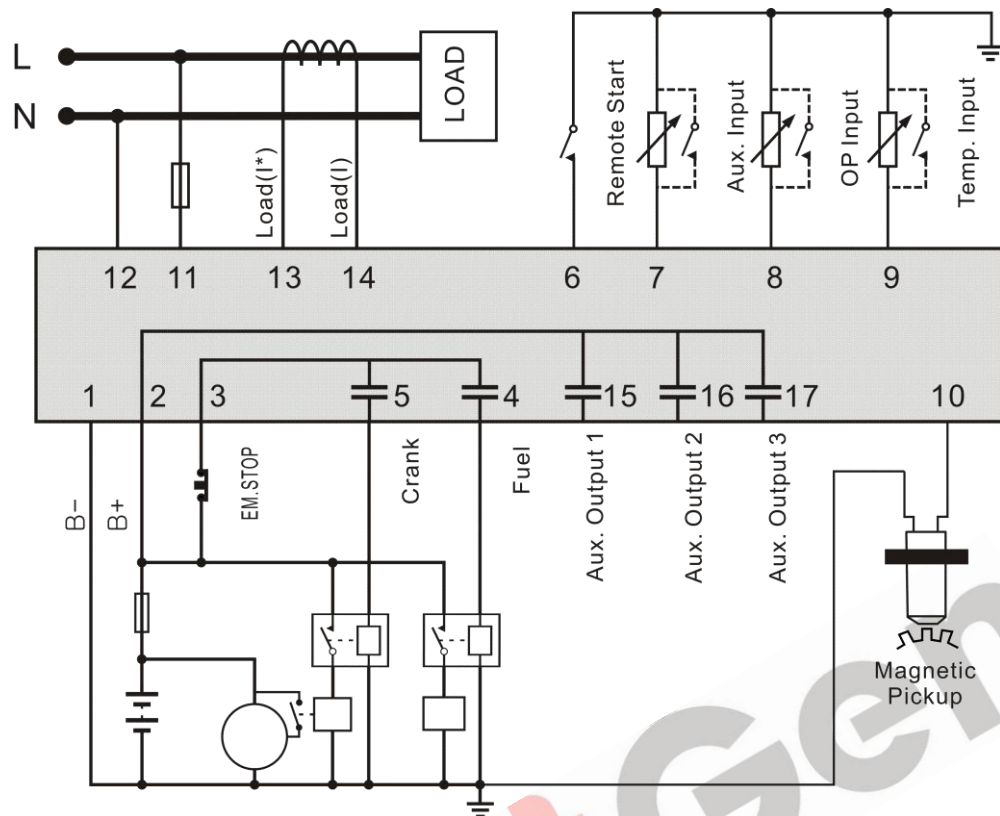 L
N
LOAD
Load(I*)
Load(I)
Remote Start
Aux. Input
OP Input
Temp. Input
12 11 13 14 6 7 8 9
1 2 3 5 4 15 16 17 10
B−
B+
EM.STOP
Crank
Fuel
Aux. Output 1
Aux. Output 2
Aux. Output 3
Magnetic
Pickup
Gen